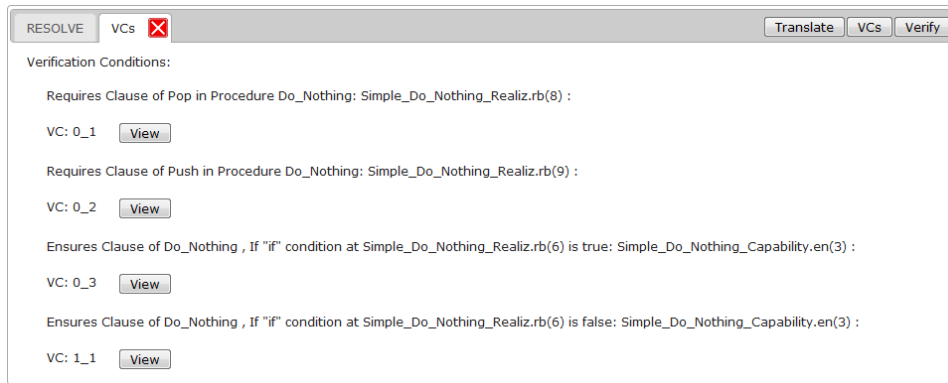 RESOLVE VCs Translate VCs Verify
Verification Conditions:
Requires Clause of Pop in Procedure Do_Nothing: Simple_Do_Nothing_Realiz.rb(8) :
VC: 0_1 View
Requires Clause of Push in Procedure Do_Nothing: Simple_Do_Nothing_Realiz.rb(9) :
VC: 0_2 View
Ensures Clause of Do_Nothing , If "if" condition at Simple_Do_Nothing_Realiz.rb(6) is true: Simple_Do_Nothing_Capability.en(3) :
VC: 0_3 View
Ensures Clause of Do_Nothing , If "if" condition at Simple_Do_Nothing_Realiz.rb(6) is false: Simple_Do_Nothing_Capability.en(3) :
VC: 1_1 View